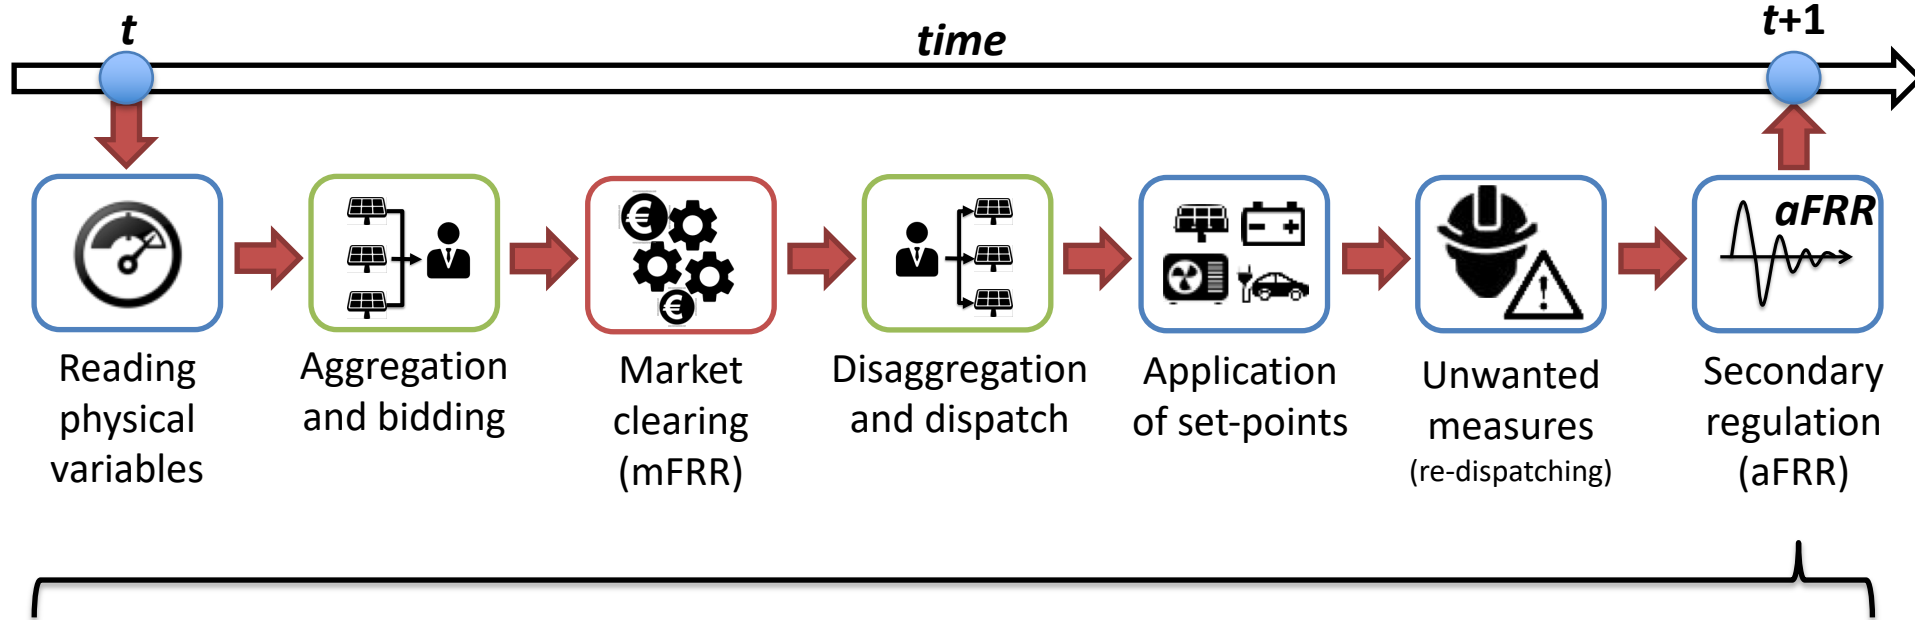 t
time
t+1
aFRR
Reading
physical
variables
Aggregation
and bidding
Market
clearing
(mFRR)
Disaggregation
and dispatch
Application
of set-points
Unwanted
measures
(re-dispatching)
Secondary
regulation
(aFRR)